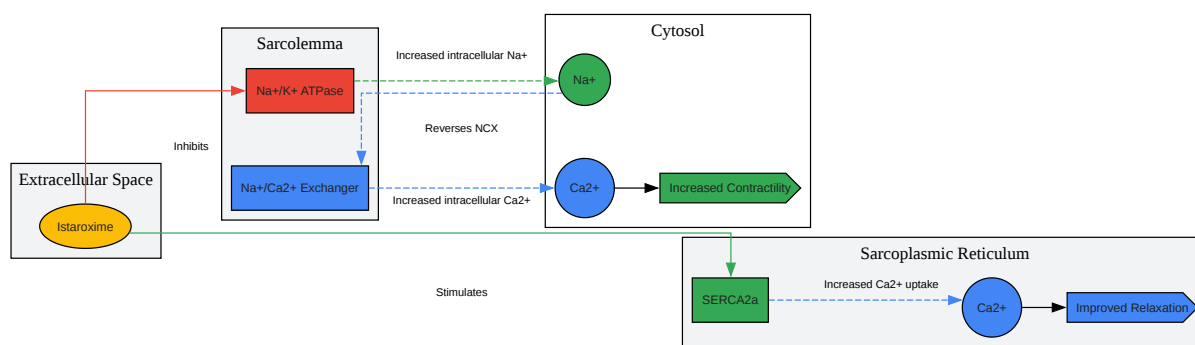 Sarcolemma
Cytosol
Increased intracellular Na+
Na+/K+ ATPase
Na+
Reverses NCX
Inhibits
Extracellular Space
Na+/Ca2+ Exchanger
Ca2+
Increased Contractility
Increased intracellular Ca2+
Istaroxime
Sarcoplasmic Reticulum
Stimulates
SERCA2a
Increased Ca2+ uptake
Ca2+
Improved Relaxation